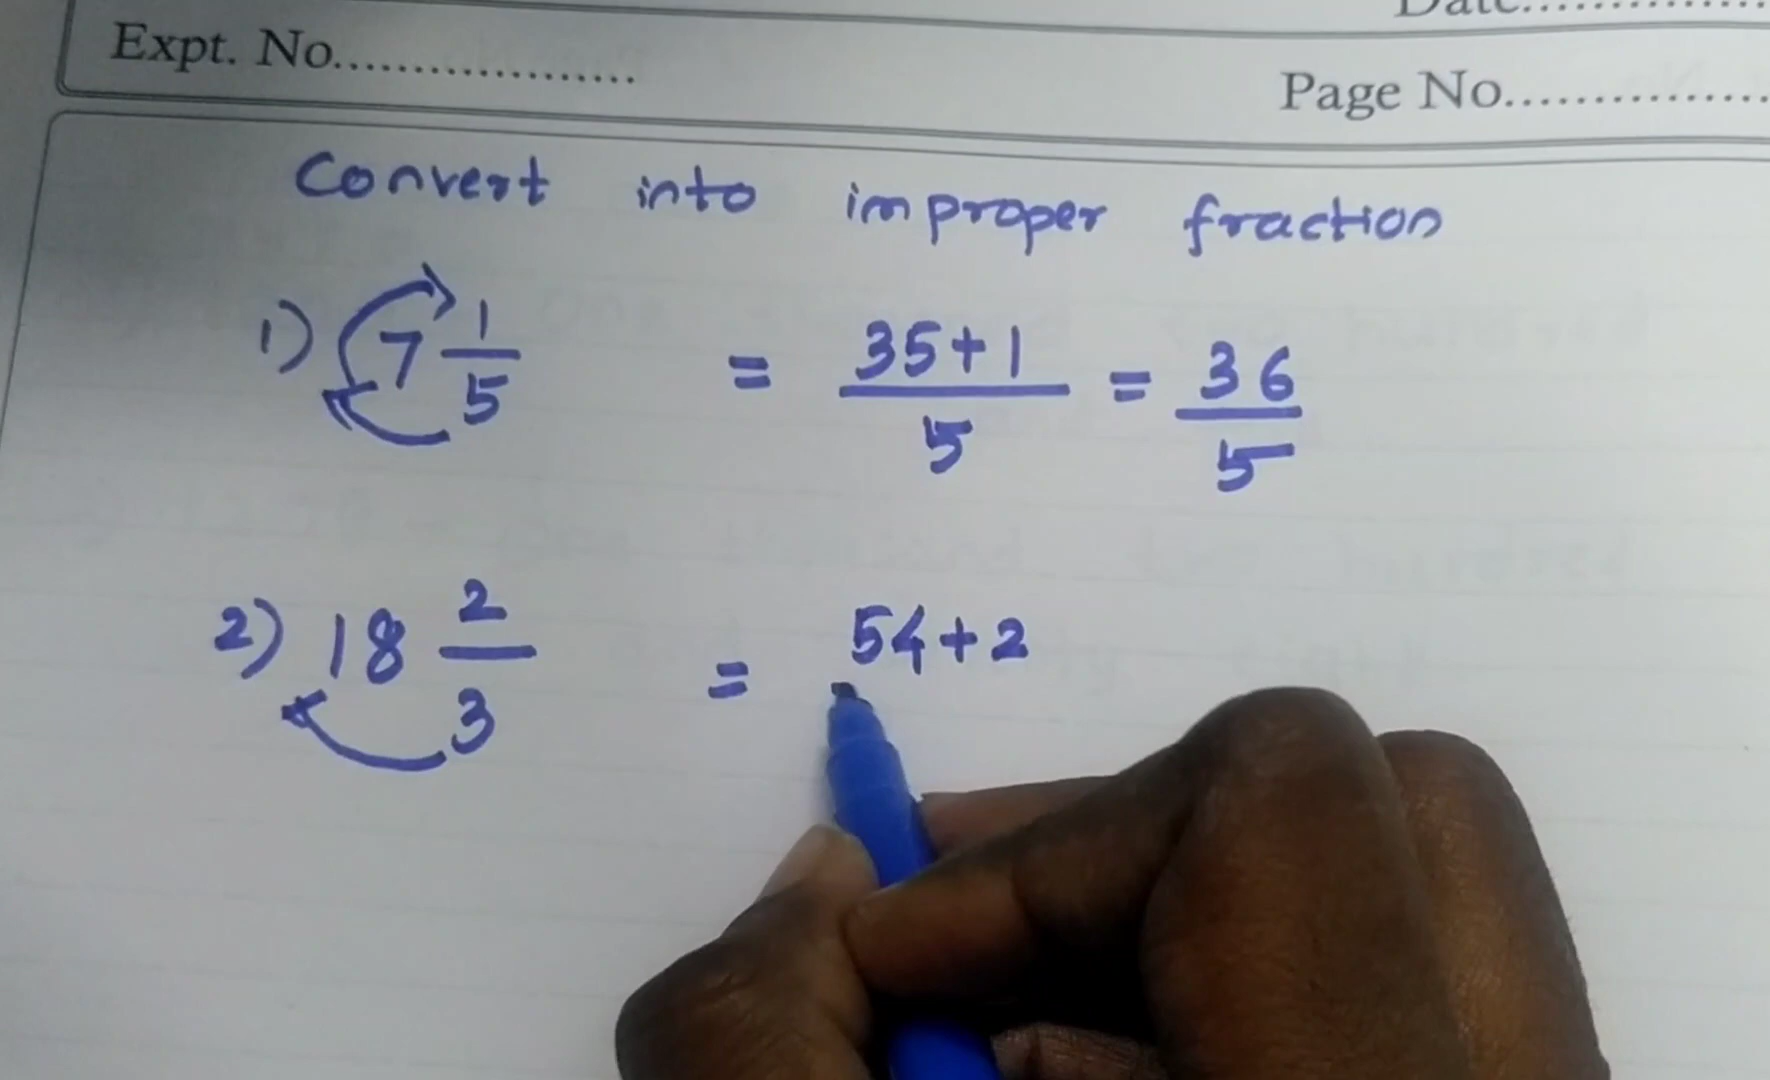 Date..............
Expt. No...................
Page No...............
Convert into improper fraction
1) 7 1/5 = 35+1/5 = 36/5
2) 18 2/3 = 54+2